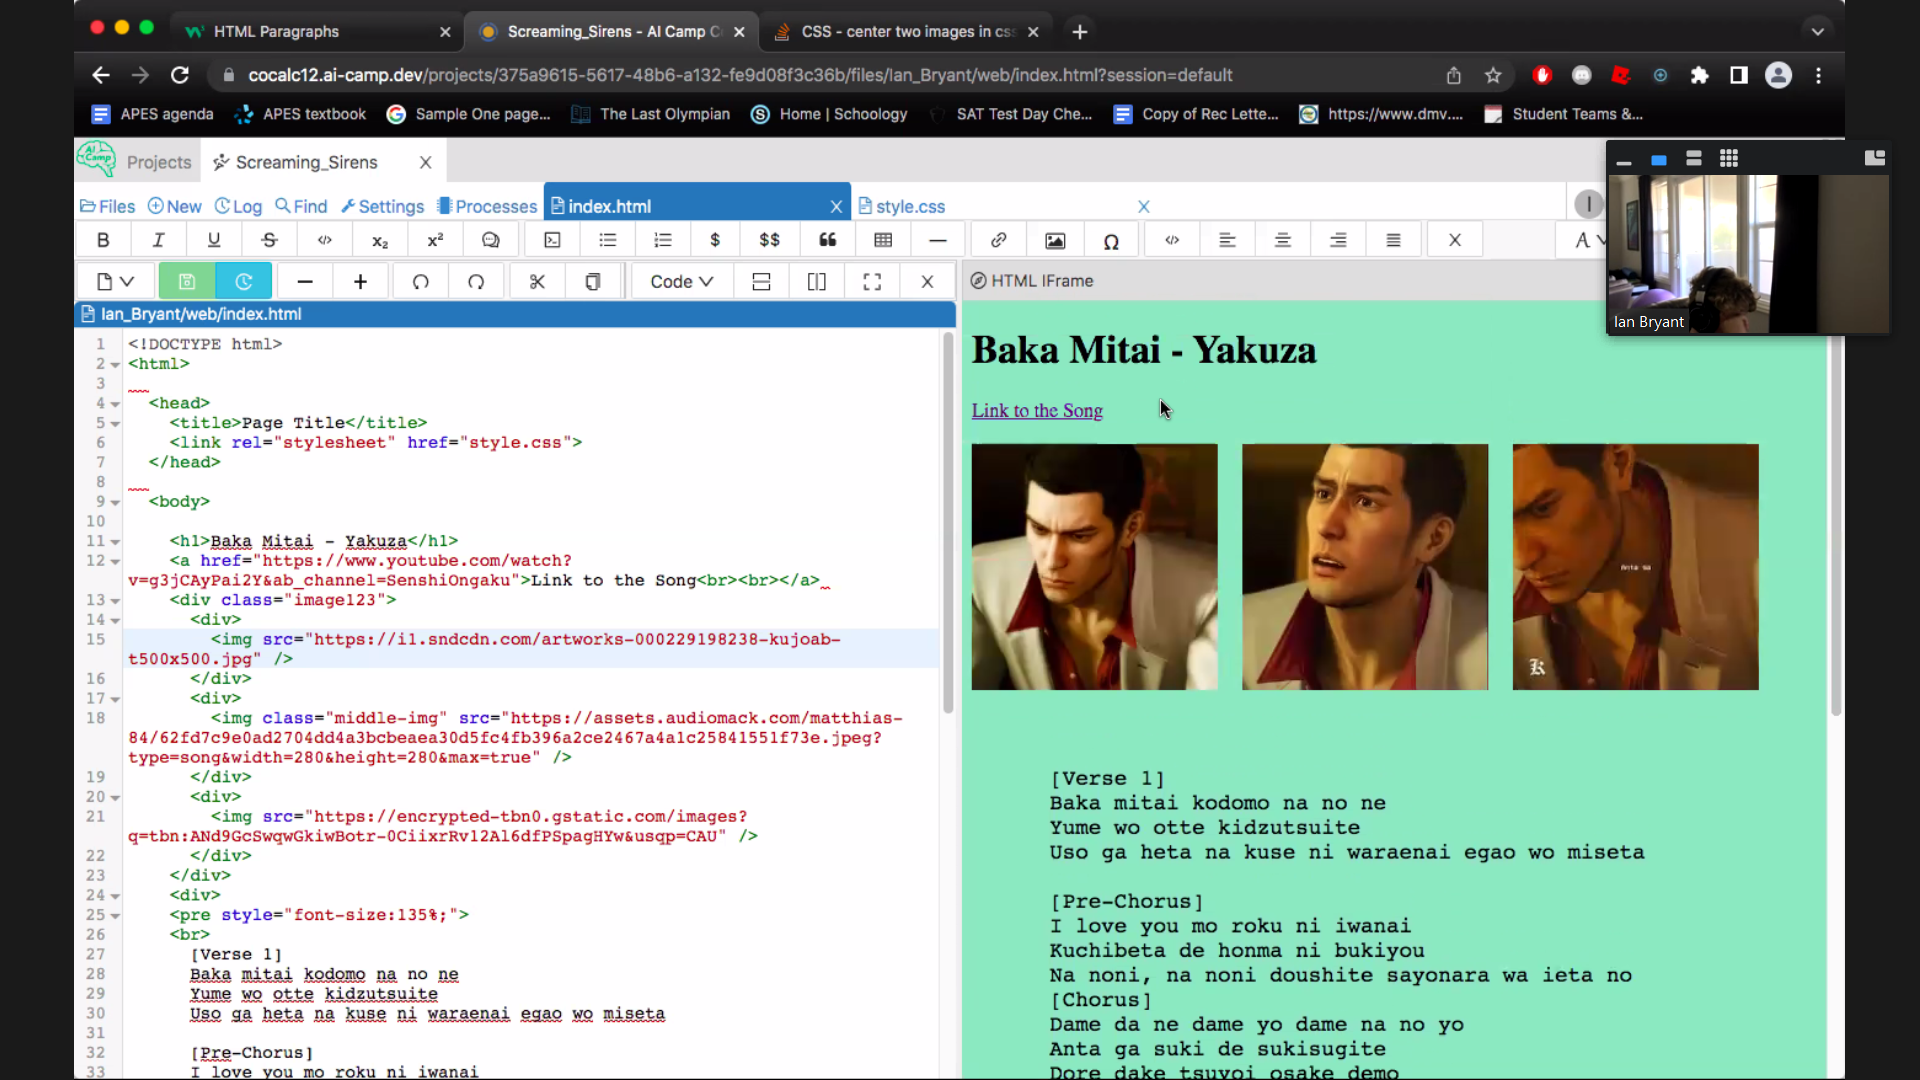 HTML Paragraphs
Screaming_Sirens - AI Camp C
CSS - center two images in css
cocalc12.ai-camp.dev/projects/375a9615-5617-48b6-a132-fe9d08f3c36b/files/Ian_Bryant/web/index.html?session=default
APES agenda
APES textbook
Sample One page...
The Last Olympian
Home | Schoology
SAT Test Day Che...
Copy of Rec Lette...
https://www.dmv....
Student Teams &...
AI Camp
Projects
Screaming_Sirens
Files
New
Log
Find
Settings
Processes
index.html
style.css
I
B I U S </> x₂ x² $ $$ Ω </> A
Code
HTML IFrame
Ian Bryant
Ian_Bryant/web/index.html
1 <!DOCTYPE html>
2 <html>
3
4 <head>
5 <title>Page Title</title>
6 <link rel="stylesheet" href="style.css">
7 </head>
8
9 <body>
10
11 <h1>Baka Mitai - Yakuza</h1>
12 <a href="https://www.youtube.com/watch?
v=g3jCAyPai2Y&ab_channel=SenshiOngaku">Link to the Song<br><br></a>
13 <div class="image123">
14 <div>
15 <img src="https://i1.sndcdn.com/artworks-000229198238-kujoab-
t500x500.jpg" />
16 </div>
17 <div>
18 <img class="middle-img" src="https://assets.audiomack.com/matthias-
84/62fd7c9e0ad2704dd4a3bcbeaea30d5fc4fb396a2ce2467a4a1c25841551f73e.jpeg?
type=song&width=280&height=280&max=true" />
19 </div>
20 <div>
21 <img src="https://encrypted-tbn0.gstatic.com/images?
q=tbn:ANd9GcSwqwGkiwBotr-0CiixrRv12Al6dfPSpagHYw&usqp=CAU" />
22 </div>
23 </div>
24 <div>
25 <pre style="font-size:135%;">
26 <br>
27 [Verse 1]
28 Baka mitai kodomo na no ne
29 Yume wo otte kidzutsuite
30 Uso ga heta na kuse ni waraenai egao wo miseta
31
32 [Pre-Chorus]
33 I love you mo roku ni iwanai
Baka Mitai - Yakuza
Link to the Song
Anta sa
k
[Verse 1]
Baka mitai kodomo na no ne
Yume wo otte kidzutsuite
Uso ga heta na kuse ni waraenai egao wo miseta
[Pre-Chorus]
I love you mo roku ni iwanai
Kuchibeta de honma ni bukiyou
Na noni, na noni doushite sayonara wa ieta no
[Chorus]
Dame da ne dame yo dame na no yo
Anta ga suki de sukisugite
Dore dake tsuyoi osake demo